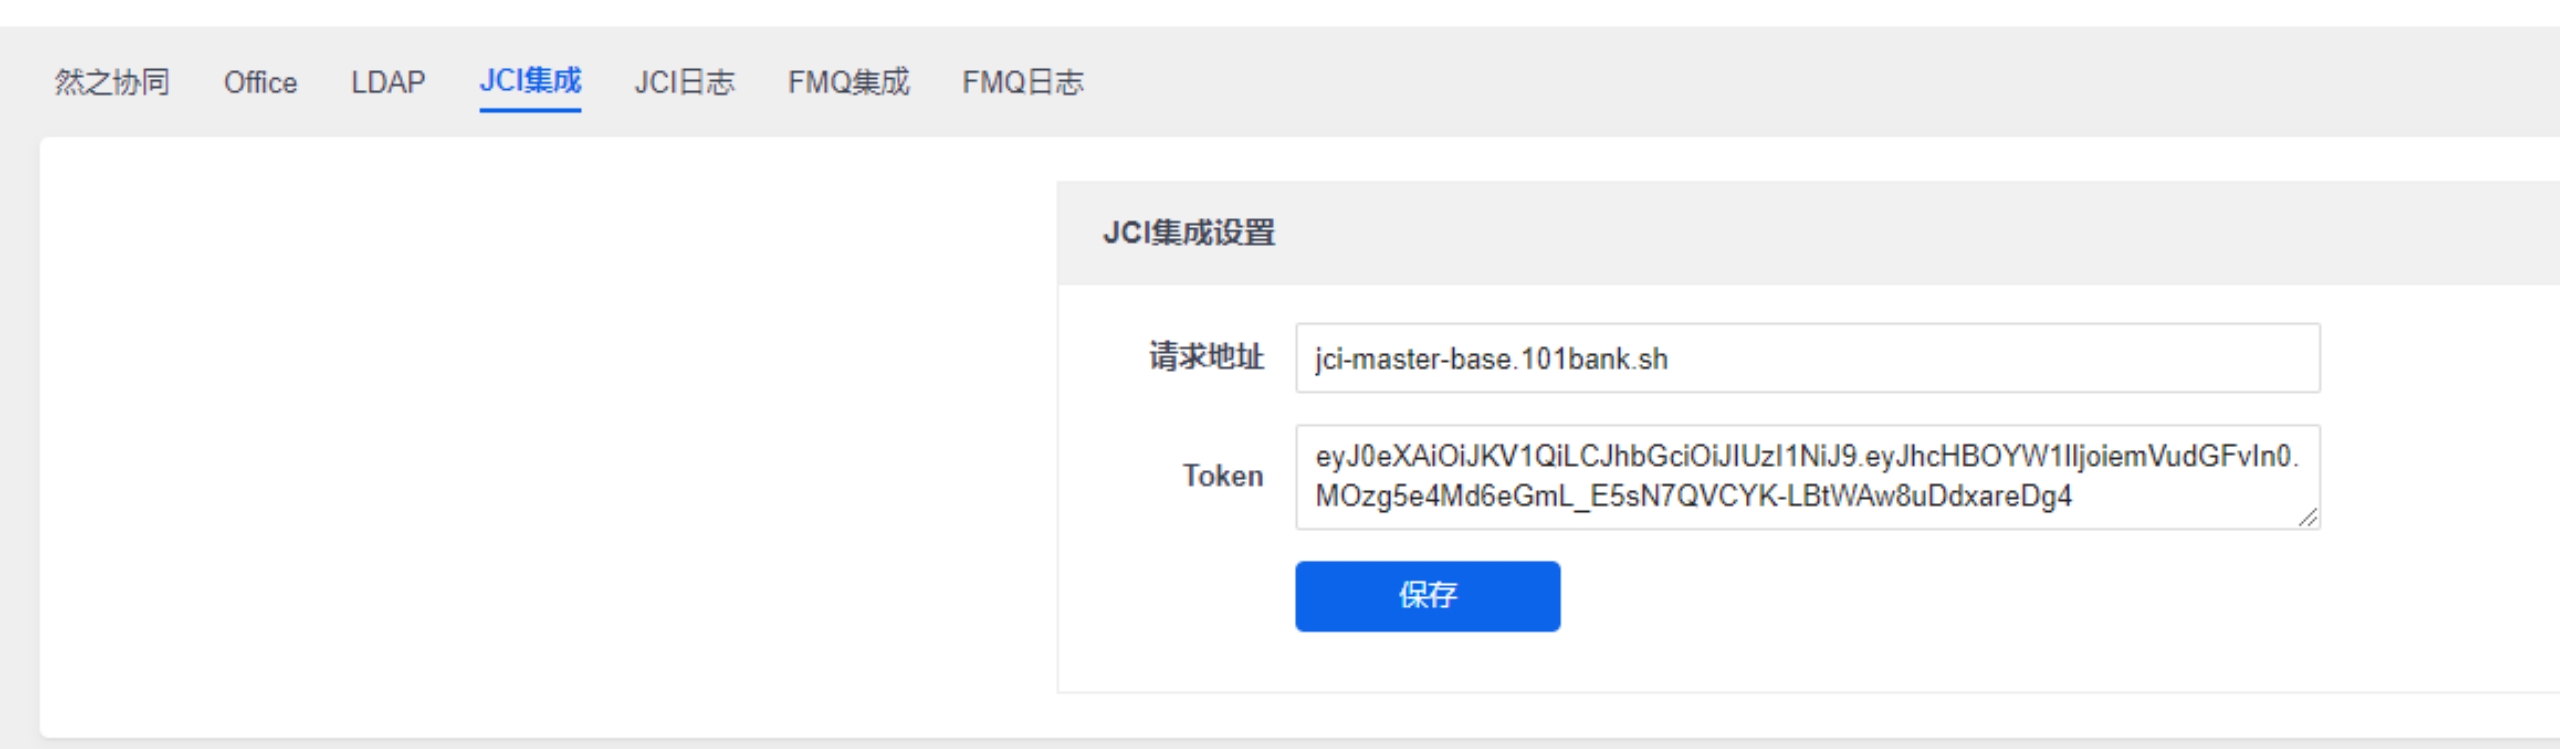 然之协同 Office LDAP JCI集成 JCI日志 FMQ集成 FMQ日志
JCI集成设置
请求地址 jci-master-base.101bank.sh
Token eyJ0eXAiOiJKV1QiLCJhbGciOiJIUzI1NiJ9.eyJhcHBOYW1lIjoiemVudGFvIn0.
MOzg5e4Md6eGmL_E5sN7QVCYK-LBtWAw8uDdxareDg4
保存